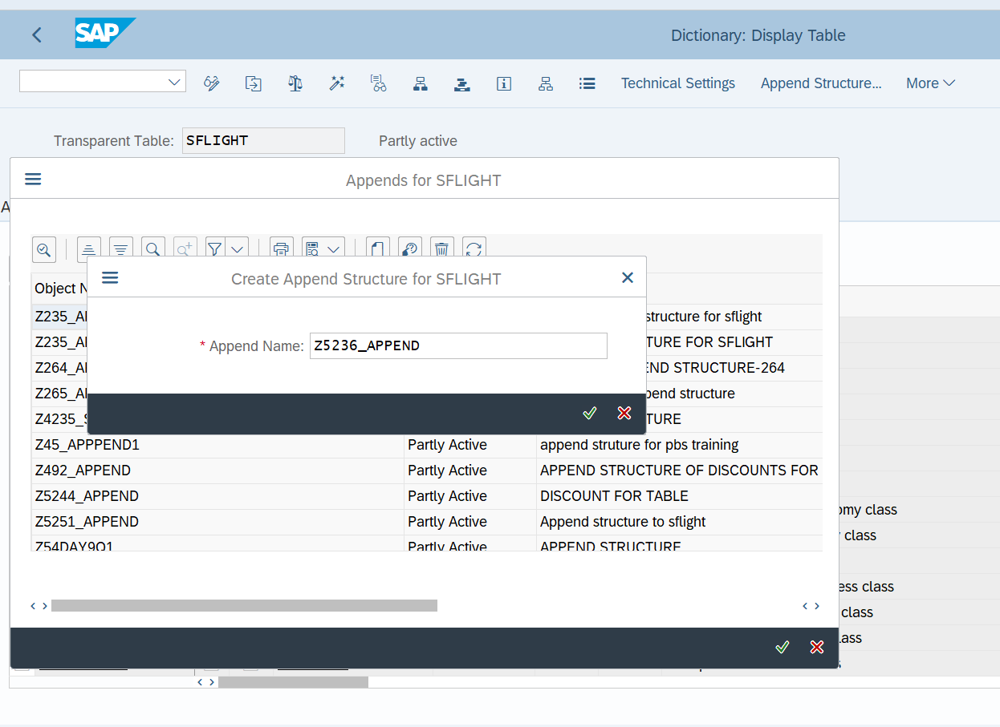 SAP
Dictionary: Display Table
Technical Settings
Append Structure...
More
Transparent Table:
SFLIGHT
Partly active
Appends for SFLIGHT
Object N
Create Append Structure for SFLIGHT
* Append Name:
Z5236_APPEND
Z235_A
structure for sflight
Z235_A
TURE FOR SFLIGHT
Z264_A
END STRUCTURE-264
Z265_A
pend structure
Z4235_
TURE
Z45_APPPEND1 Partly Active append struture for pbs training
Z492_APPEND Partly Active APPEND STRUCTURE OF DISCOUNTS FOR
Z5244_APPEND Partly Active DISCOUNT FOR TABLE
Z5251_APPEND Partly Active Append structure to sflight
Z54DAY9O1 Partly Active APPEND STRUCTURE
omy class
class
ess class
class